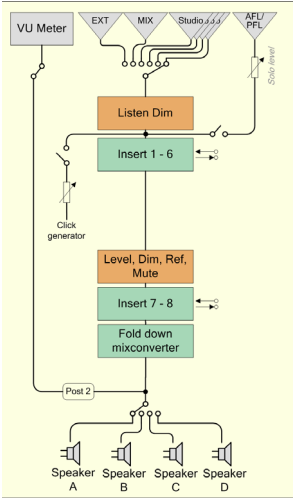 VU Meter
EXT
MIX
Studio
AFL/
PFL
Solo level
Listen Dim
Insert 1 - 6
Click
generator
Level, Dim, Ref,
Mute
Insert 7 - 8
Fold down
mixconverter
Post 2
Speaker
A
Speaker
B
Speaker
C
Speaker
D